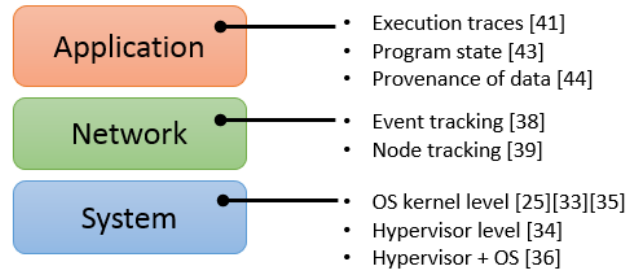 Application
• Execution traces [41]
• Program state [43]
• Provenance of data [44]
Network
• Event tracking [38]
• Node tracking [39]
System
• OS kernel level [25][33][35]
• Hypervisor level [34]
• Hypervisor + OS [36]